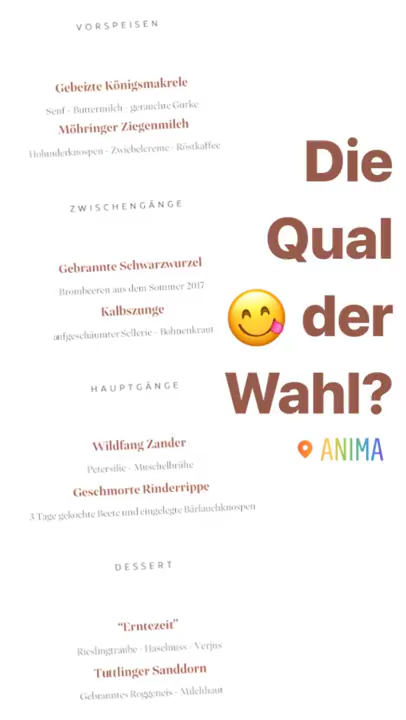 VORSPEISEN
Gebeizte Königsmakrele
Senf - Buttermilch - gerauchte Gurke
Möhringer Ziegenmilch
Holunderknospen - Zwiebelcreme - Röstkaffee
ZWISCHENGÄNGE
Gebrannte Schwarzwurzel
Brombeeren aus dem Sommer 2017
Kalbszunge
aufgeschäumter Sellerie - Bohnenkraut
HAUPTGÄNGE
Wildfang Zander
Petersilie - Muschelbrühe
Geschmorte Rinderrippe
3 Tage gekochte Beete und eingelegte Bärlauchknospen
DESSERT
"Erntezeit"
Rieslingtraube - Haselnuss - Verjus
Tuttlinger Sanddorn
Gebranntes Roggeneis - Milchhaut
Die
Qual
😋 der
Wahl?
ANIMA